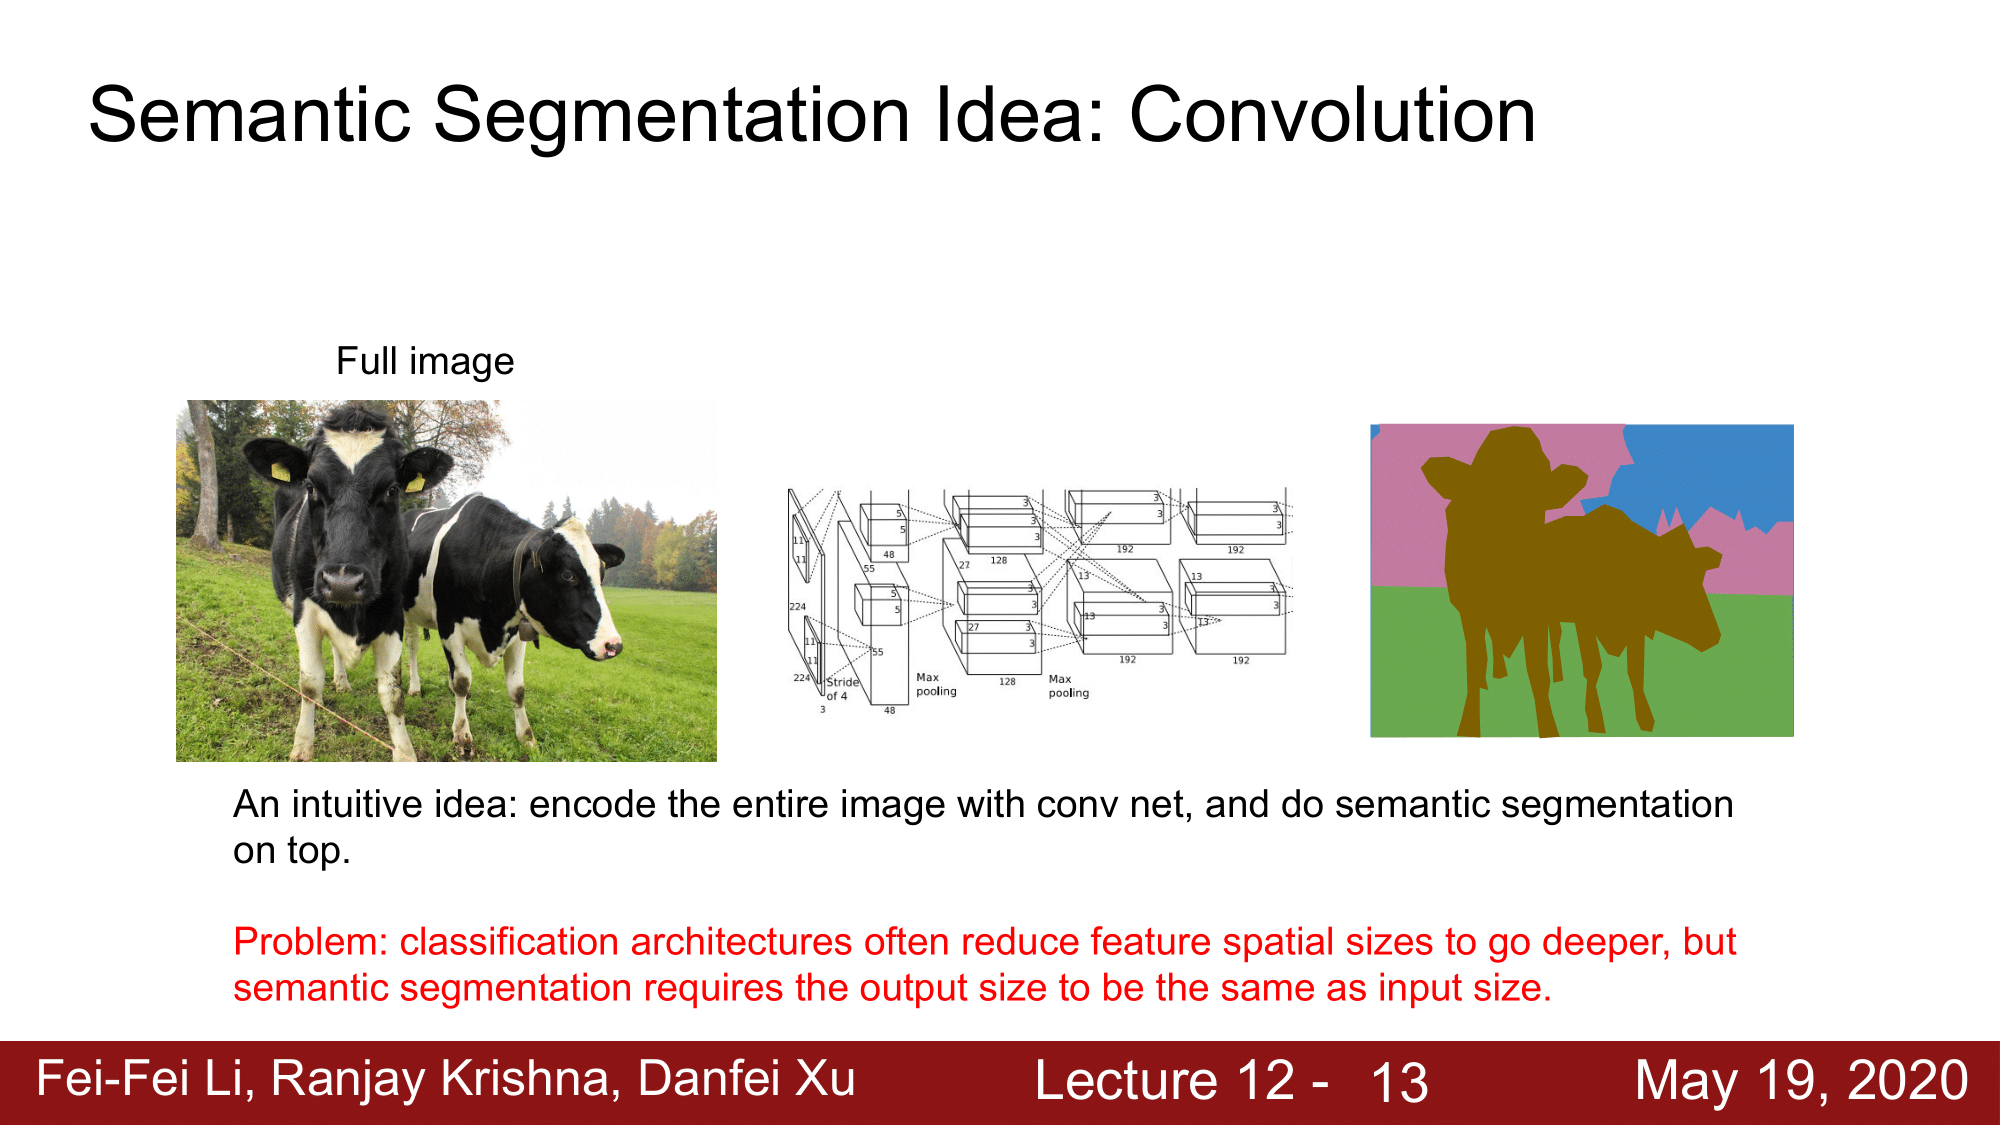 Semantic Segmentation Idea: Convolution
Full image
3
3
3
3
5
3
3
11
5
3
3
11
48
128
192
192
55
27
13
13
224
5
3
3
3
5
3
3
3
13
11
27
3
13
11
55
3
192
192
224
Stride
of 4
Max
pooling
128
Max
pooling
3
48
An intuitive idea: encode the entire image with conv net, and do semantic segmentation
on top.
Problem: classification architectures often reduce feature spatial sizes to go deeper, but
semantic segmentation requires the output size to be the same as input size.
Fei-Fei Li, Ranjay Krishna, Danfei Xu
Lecture 12 - 13
May 19, 2020